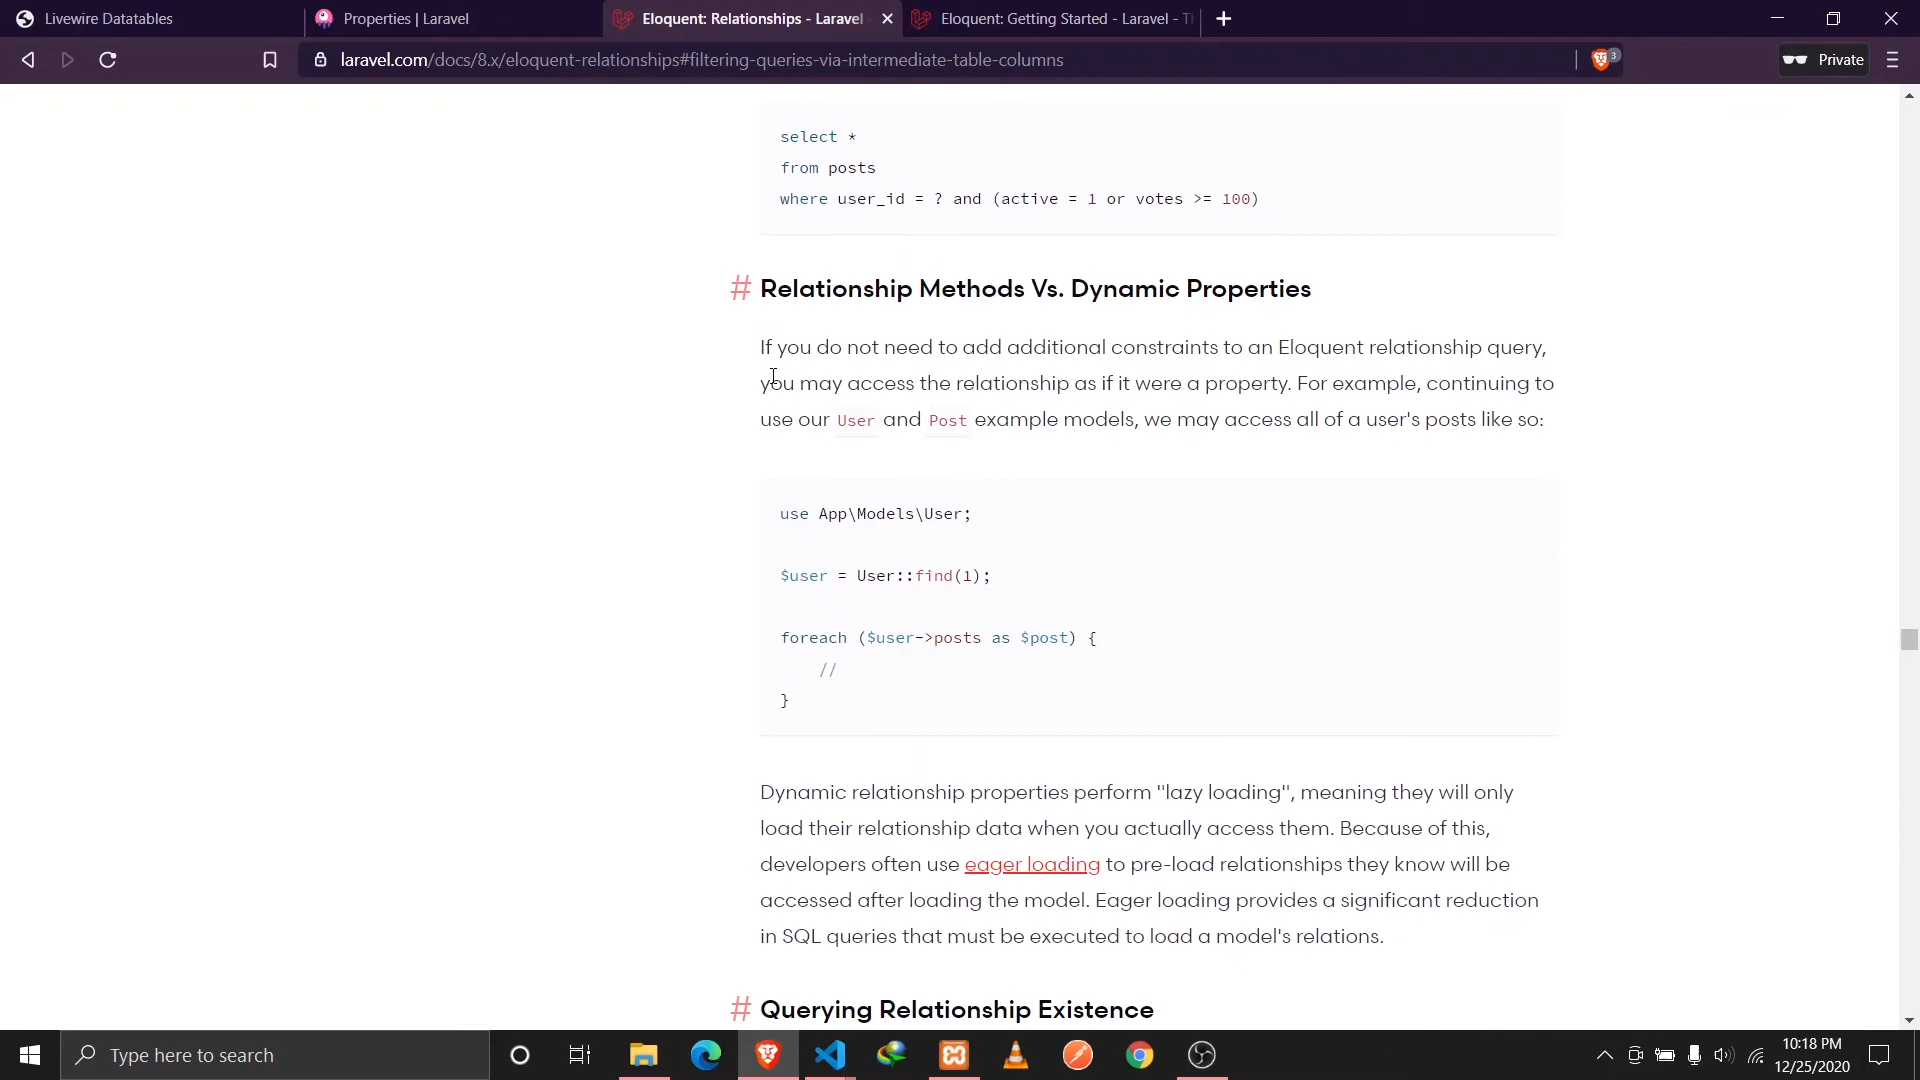 Livewire Datatables
Properties | Laravel
Eloquent: Relationships - Laravel
Eloquent: Getting Started - Laravel - Th
laravel.com/docs/8.x/eloquent-relationships#filtering-queries-via-intermediate-table-columns
3
Private
select *
from posts
where user_id = ? and (active = 1 or votes >= 100)
# Relationship Methods Vs. Dynamic Properties
If you do not need to add additional constraints to an Eloquent relationship query,
you may access the relationship as if it were a property. For example, continuing to
use our User and Post example models, we may access all of a user's posts like so:
use App\Models\User;
$user = User::find(1);
foreach ($user->posts as $post) {
//
}
Dynamic relationship properties perform "lazy loading", meaning they will only
load their relationship data when you actually access them. Because of this,
developers often use eager loading to pre-load relationships they know will be
accessed after loading the model. Eager loading provides a significant reduction
in SQL queries that must be executed to load a model's relations.
# Querying Relationship Existence
Type here to search
10:18 PM
12/25/2020